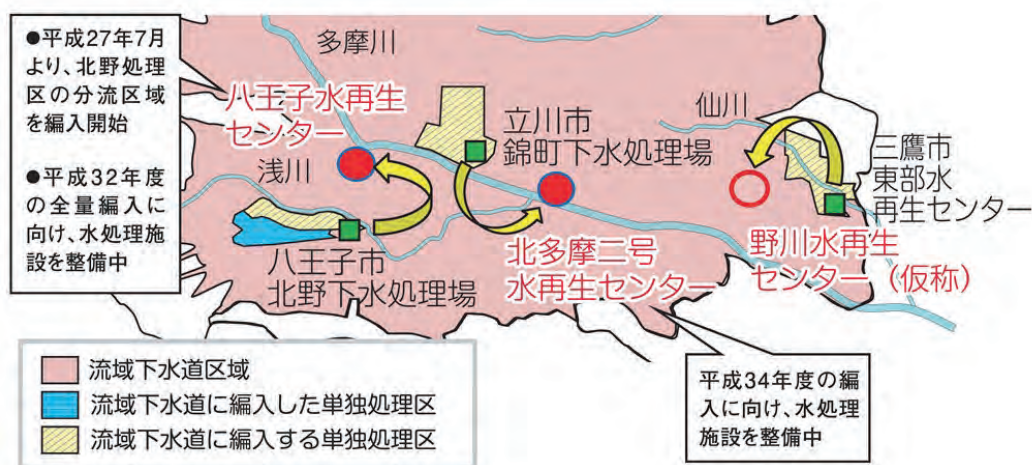 ●平成27年7月
より、北野処理
区の分流区域
を編入開始
●平成32年度
の全量編入に
向け、水処理施
設を整備中
多摩川
八王子水再生
センター
浅川
立川市
錦町下水処理場
仙川
三鷹市
東部水
再生センター
八王子市
北野下水処理場
北多摩二号
水再生センター
野川水再生
センター（仮称）
流域下水道区域
流域下水道に編入した単独処理区
流域下水道に編入する単独処理区
平成34年度の編
入に向け、水処理
施設を整備中